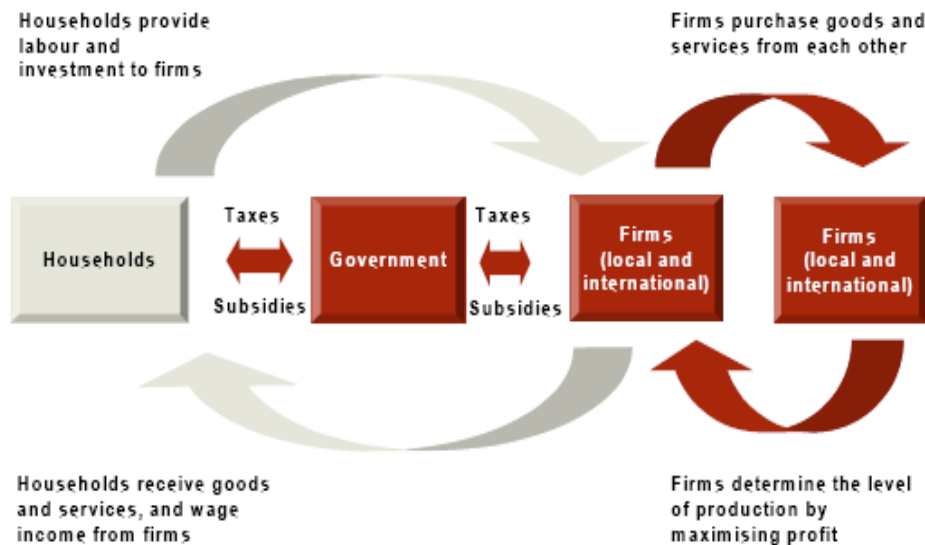 Households provide
labour and
investment to firms
Firms purchase goods and
services from each other
Households
Taxes
Subsidies
Government
Taxes
Subsidies
Firms
(local and
international)
Firms
(local and
international)
Households receive goods
and services, and wage
income from firms
Firms determine the level
of production by
maximising profit